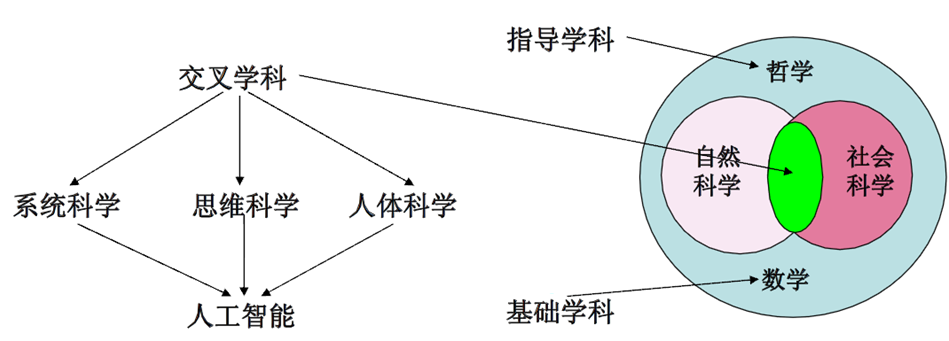 指导学科
交叉学科
哲学
自然
科学
社会
科学
系统科学
思维科学
人体科学
数学
人工智能
基础学科